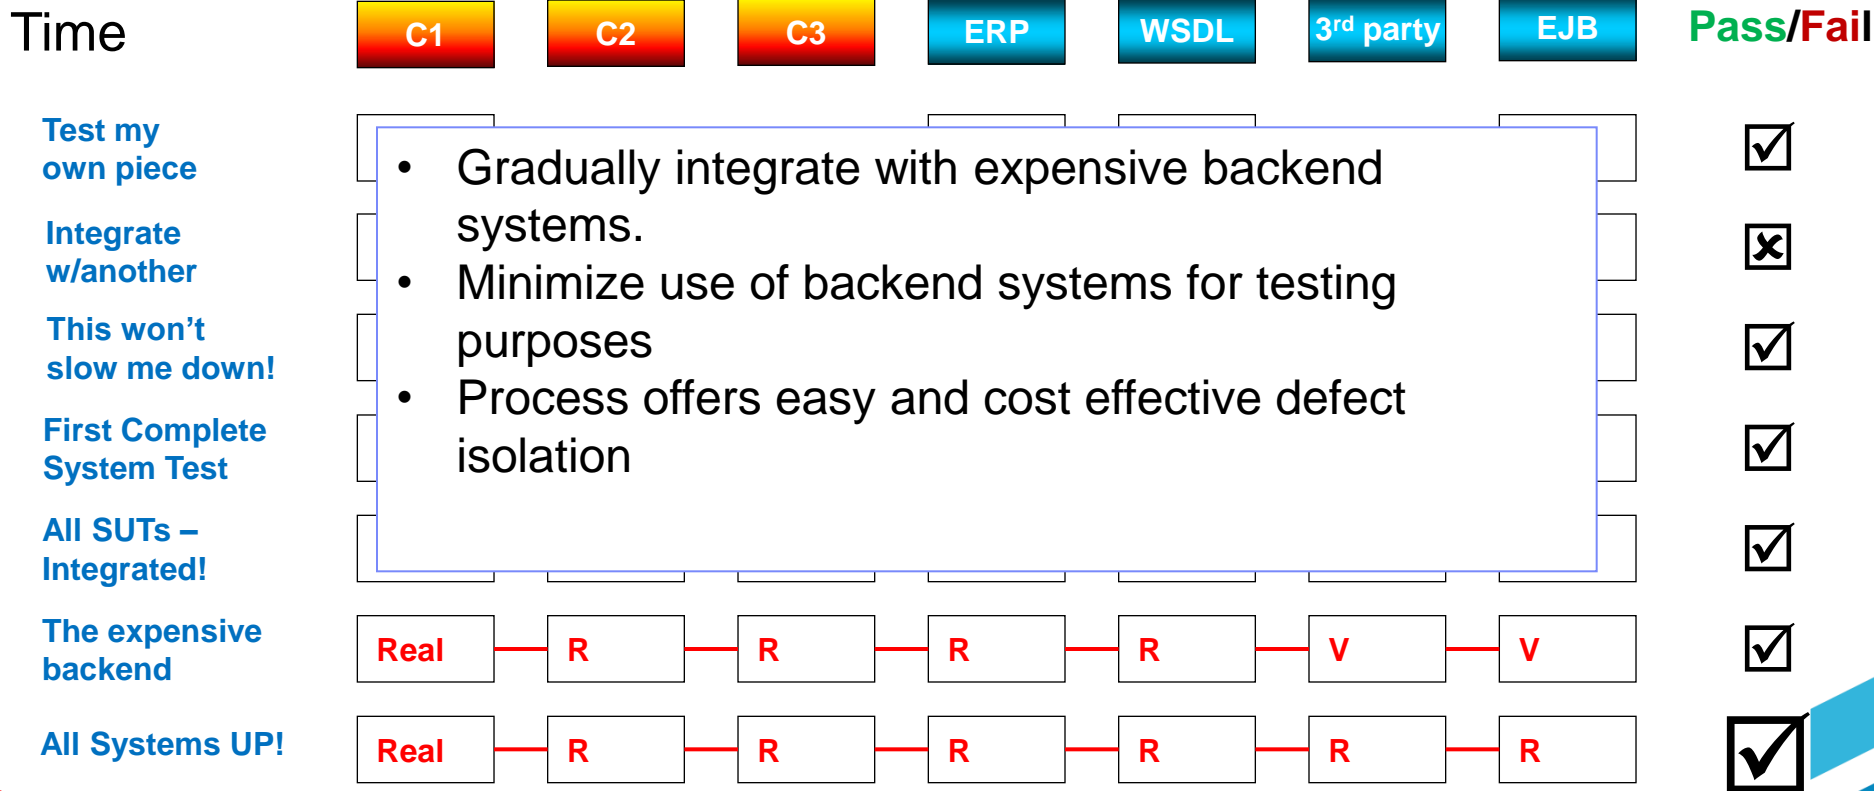 Time C1 C2 C3 ERP WSDL 3rd party EJB Pass/Fail
Test my
own piece
• Gradually integrate with expensive backend
systems.
• Minimize use of backend systems for testing
purposes
• Process offers easy and cost effective defect
isolation
Integrate
w/another
This won’t
slow me down!
First Complete
System Test
All SUTs –
Integrated!
The expensive
backend
Real R R R R V V
All Systems UP!
Real R R R R R R